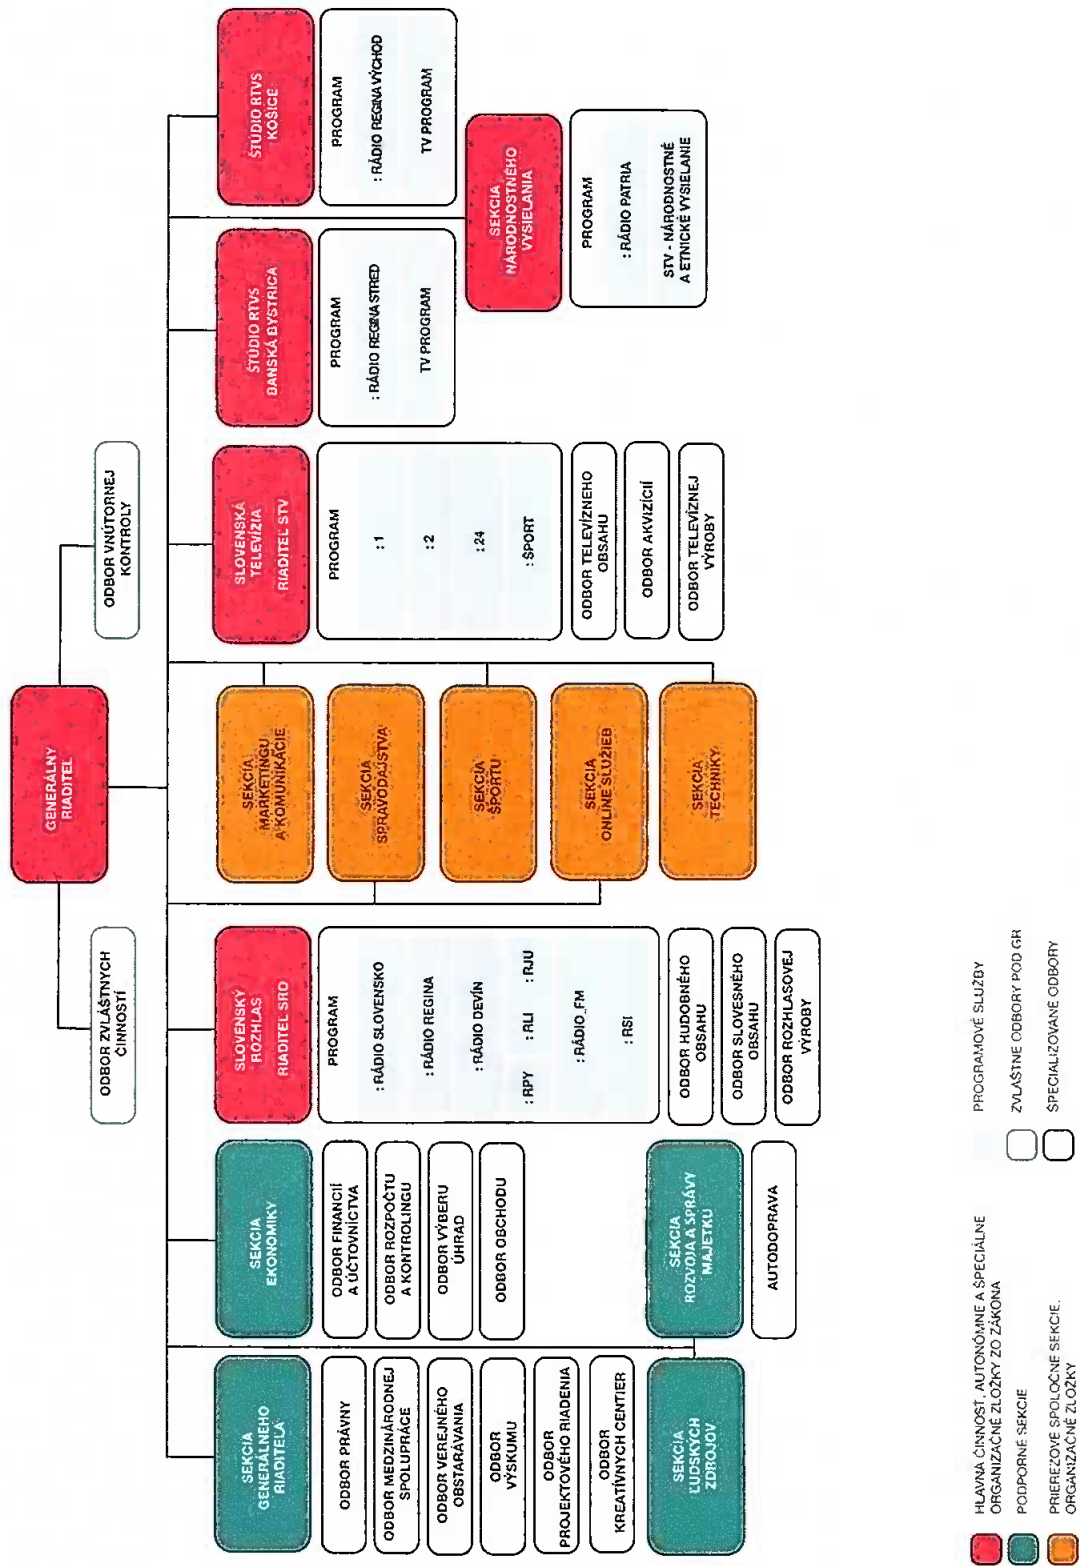 GENERÁLNY
RIADITEĽ
ODBOR ZVLÁŠTNYCH
ČINNOSTÍ
ODBOR VNÚTORNEJ
KONTROLY
SEKCIA
GENERÁLNEHO
RIADITEĽA
ODBOR PRÁVNY
ODBOR MEDZINÁRODNEJ
SPOLUPRÁCE
ODBOR VEREJNÉHO
OBSTARÁVANIA
ODBOR
VÝSKUMU
ODBOR
PROJEKTOVÉHO RIADENIA
ODBOR
KREATÍVNYCH CENTIER
SEKCIA
ĽUDSKÝCH
ZDROJOV
SEKCIA
EKONOMIKY
ODBOR FINANCIÍ
A ÚČTOVNÍCTVA
ODBOR ROZPOČTU
A KONTROLINGU
ODBOR VÝBERU
ÚHRAD
ODBOR OBCHODU
SEKCIA
ROZVOJA A SPRÁVY
MAJETKU
AUTODOPRAVA
SLOVENSKÝ
ROZHLAS
RIADITEĽ SRO
PROGRAM
: RÁDIO SLOVENSKO
: RÁDIO REGINA
: RÁDIO DEVÍN
: RPY : RLI : RJU
: RÁDIO_FM
: RSI
ODBOR HUDOBNÉHO
OBSAHU
ODBOR SLOVESNÉHO
OBSAHU
ODBOR ROZHLASOVEJ
VÝROBY
SEKCIA
MARKETINGU
A KOMUNIKÁCIE
SEKCIA
SPRAVODAJSTVA
SEKCIA
ŠPORTU
SEKCIA
ONLINE SLUŽIEB
SEKCIA
TECHNIKY
SLOVENSKÁ
TELEVÍZIA
RIADITEĽ STV
PROGRAM
: 1
: 2
: 24
: ŠPORT
ODBOR TELEVÍZNEHO
OBSAHU
ODBOR AKVIZÍCIÍ
ODBOR TELEVÍZNEJ
VÝROBY
ŠTÚDIO RTVS
BANSKÁ BYSTRICA
PROGRAM
: RÁDIO REGINA STRED
TV PROGRAM
ŠTÚDIO RTVS
KOŠICE
PROGRAM
: RÁDIO REGINA VÝCHOD
TV PROGRAM
SEKCIA
NÁRODNOSTNÉHO
VYSIELANIA
PROGRAM
: RÁDIO PATRIA
STV - NÁRODNOSTNÉ
A ETNICKÉ VYSIELANIE
HLAVNÁ ČINNOSŤ, AUTONÓMNE A ŠPECIÁLNE
ORGANIZAČNÉ ZLOŽKY ZO ZÁKONA
PODPORNÉ SEKCIE
PRIEREZOVÉ SPOLOČNÉ SEKCIE,
ORGANIZAČNÉ ZLOŽKY
PROGRAMOVÉ SLUŽBY
ZVLÁŠTNE ODBORY POD GR
ŠPECIALIZOVANÉ ODBORY